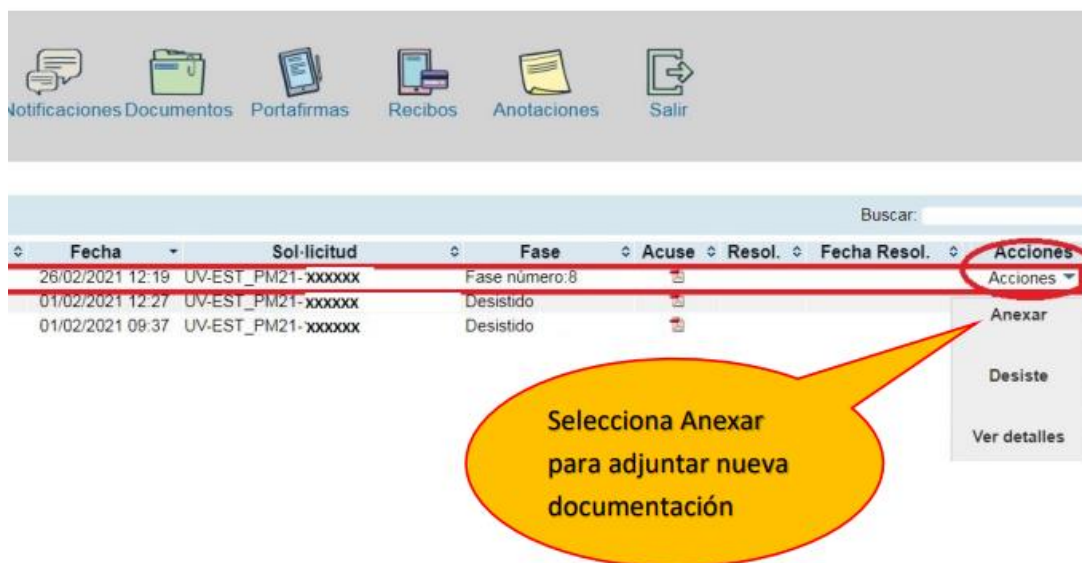 Notificaciones Documentos Portafirmas Recibos Anotaciones Salir
Buscar:
Fecha Sol·licitud Fase Acuse Resol. Fecha Resol. Acciones
26/02/2021 12:19 UV-EST_PM21-xxxxxx Fase número:8 Acciones
01/02/2021 12:27 UV-EST_PM21-xxxxxx Desistido
01/02/2021 09:37 UV-EST_PM21-xxxxxx Desistido
Anexar
Desiste
Ver detalles
Selecciona Anexar
para adjuntar nueva
documentación